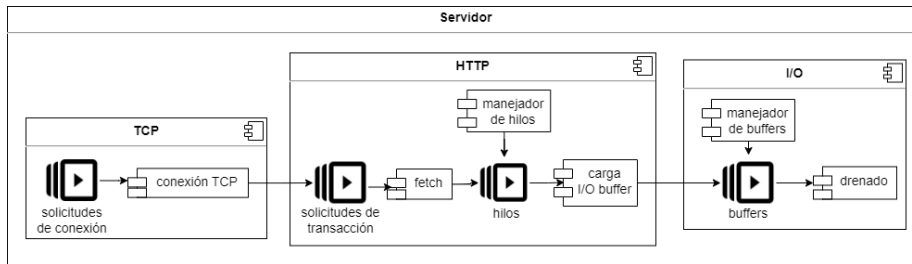 Servidor
TCP
solicitudes
de conexión
conexión TCP
HTTP
manejador
de hilos
solicitudes de
transacción
fetch
hilos
carga
I/O buffer
I/O
manejador
de buffers
buffers
drenado